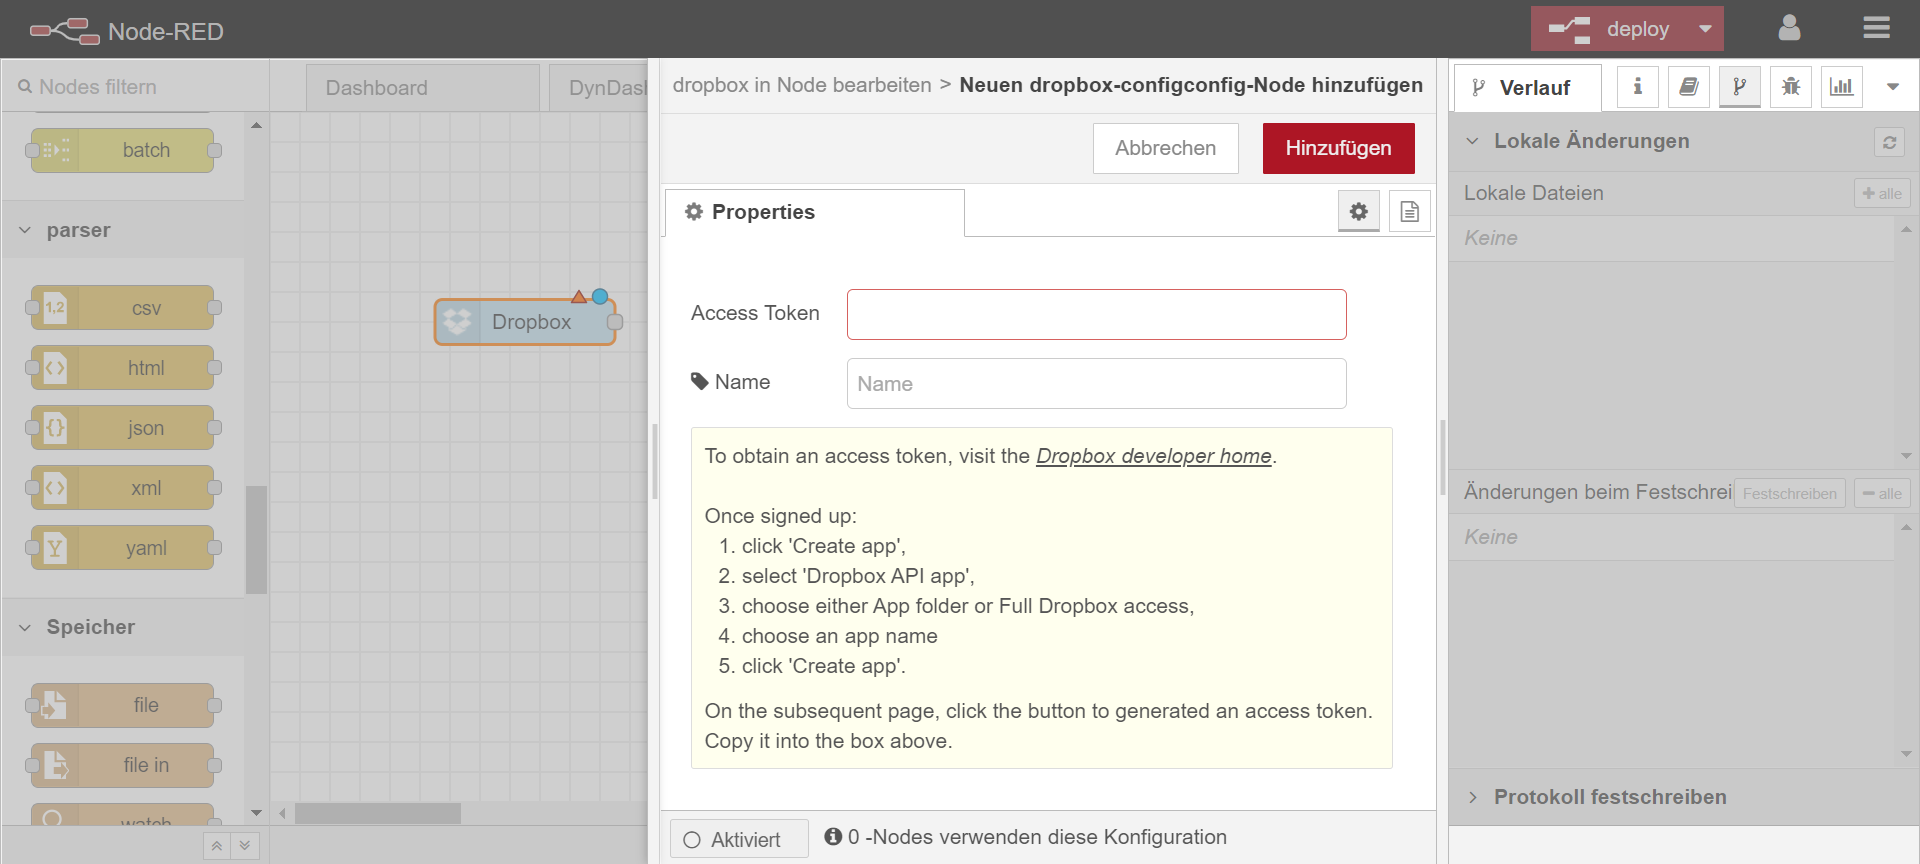 Node-RED
deploy
Nodes filtern
Dashboard
DynDash
dropbox in Node bearbeiten > Neuen dropbox-configconfig-Node hinzufügen
Verlauf
Abbrechen
Hinzufügen
Lokale Änderungen
batch
Lokale Dateien
alle
Properties
parser
Keine
1,2
csv
Access Token
Dropbox
html
Name
Name
json
To obtain an access token, visit the Dropbox developer home.
xml
Änderungen beim Festschrei
Festschreiben
alle
Once signed up:
Keine
1. click 'Create app',
yaml
2. select 'Dropbox API app',
3. choose either App folder or Full Dropbox access,
Speicher
4. choose an app name
5. click 'Create app'.
file
On the subsequent page, click the button to generated an access token.
Copy it into the box above.
file in
Protokoll festschreiben
watch
Aktiviert
0 -Nodes verwenden diese Konfiguration